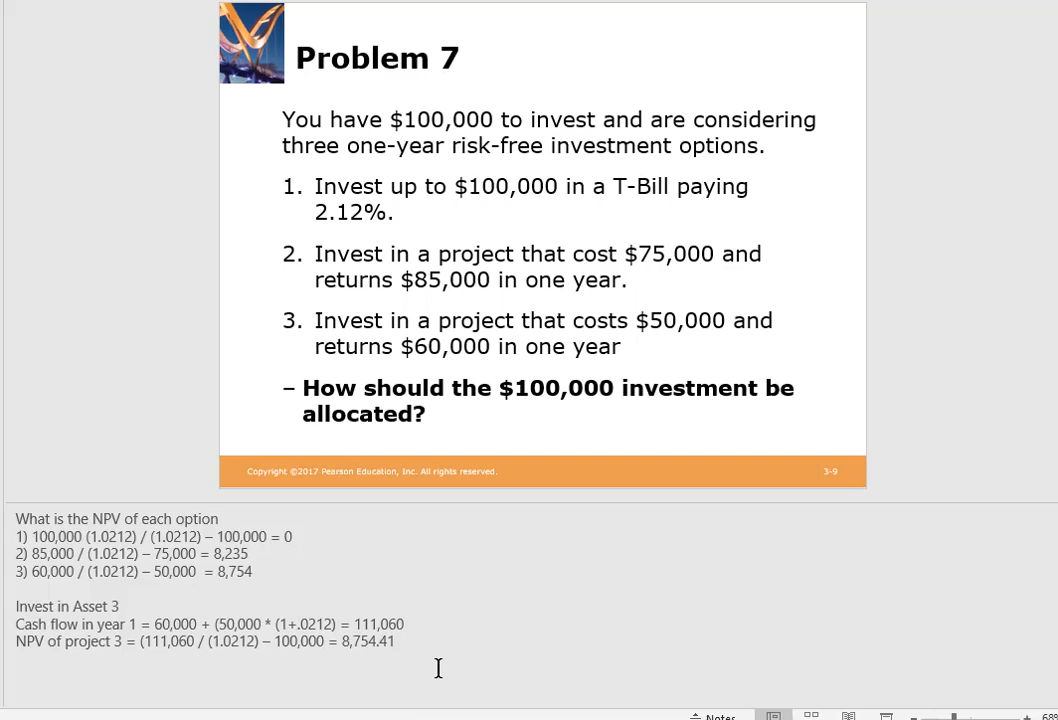 Problem 7
You have $100,000 to invest and are considering
three one-year risk-free investment options.
1. Invest up to $100,000 in a T-Bill paying
2.12%.
2. Invest in a project that cost $75,000 and
returns $85,000 in one year.
3. Invest in a project that costs $50,000 and
returns $60,000 in one year
– How should the $100,000 investment be
allocated?
Copyright ©2017 Pearson Education, Inc. All rights reserved.
3-9
What is the NPV of each option
1) 100,000 (1.0212) / (1.0212) – 100,000 = 0
2) 85,000 / (1.0212) – 75,000 = 8,235
3) 60,000 / (1.0212) – 50,000  = 8,754
Invest in Asset 3
Cash flow in year 1 = 60,000 + (50,000 * (1+.0212) = 111,060
NPV of project 3 = (111,060 / (1.0212) – 100,000 = 8,754.41
Notes